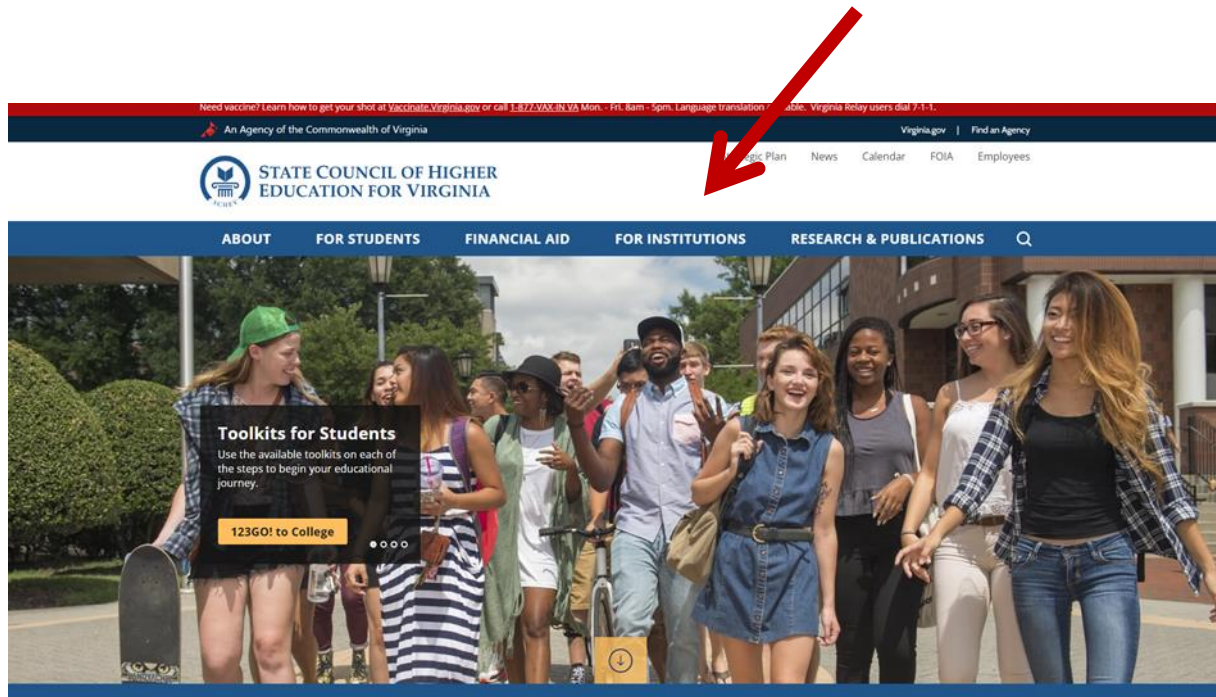 Need vaccine? Learn how to get your shot at Vaccinate.Virginia.gov or call 1-877-VAX-IN VA Mon. - Fri. 8am - 5pm. Language translation Virginia Relay users dial 7-1-1.
An Agency of the Commonwealth of Virginia
Virginia.gov | Find an Agency
Plan News Calendar FOIA Employees
STATE COUNCIL OF HIGHER
EDUCATION FOR VIRGINIA
SCHEV
ABOUT FOR STUDENTS FINANCIAL AID FOR INSTITUTIONS RESEARCH & PUBLICATIONS
Toolkits for Students
Use the available toolkits on each of
the steps to begin your educational
journey.
123GO! to College